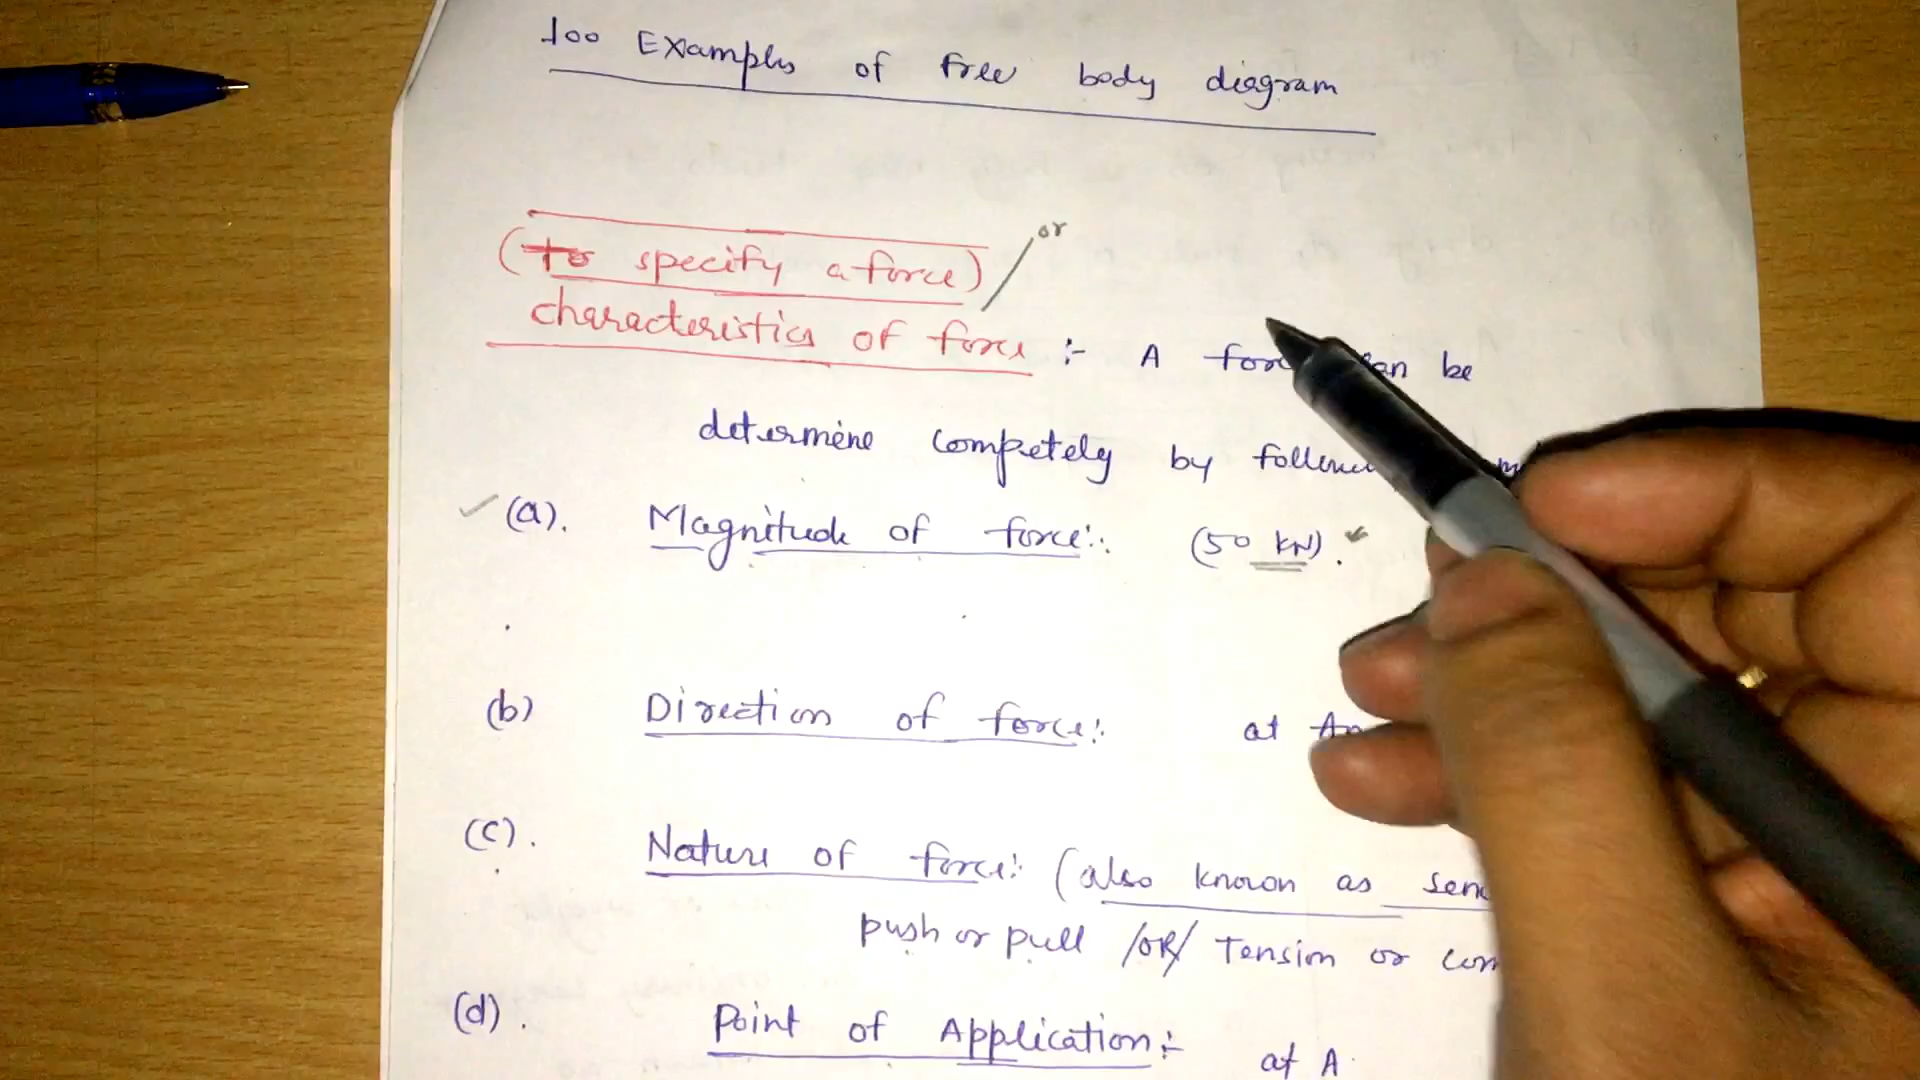 100 Examples of free body diagram
(to specify a force) / or
characteristics of force :- A force can be
determine completely by
(a). Magnitude of force:. (50 KN).
(b) Direction of force:. at
(c). Nature of force: (also known as
push or pull /OR/ Tension or
(d). Point of Application:- at A.